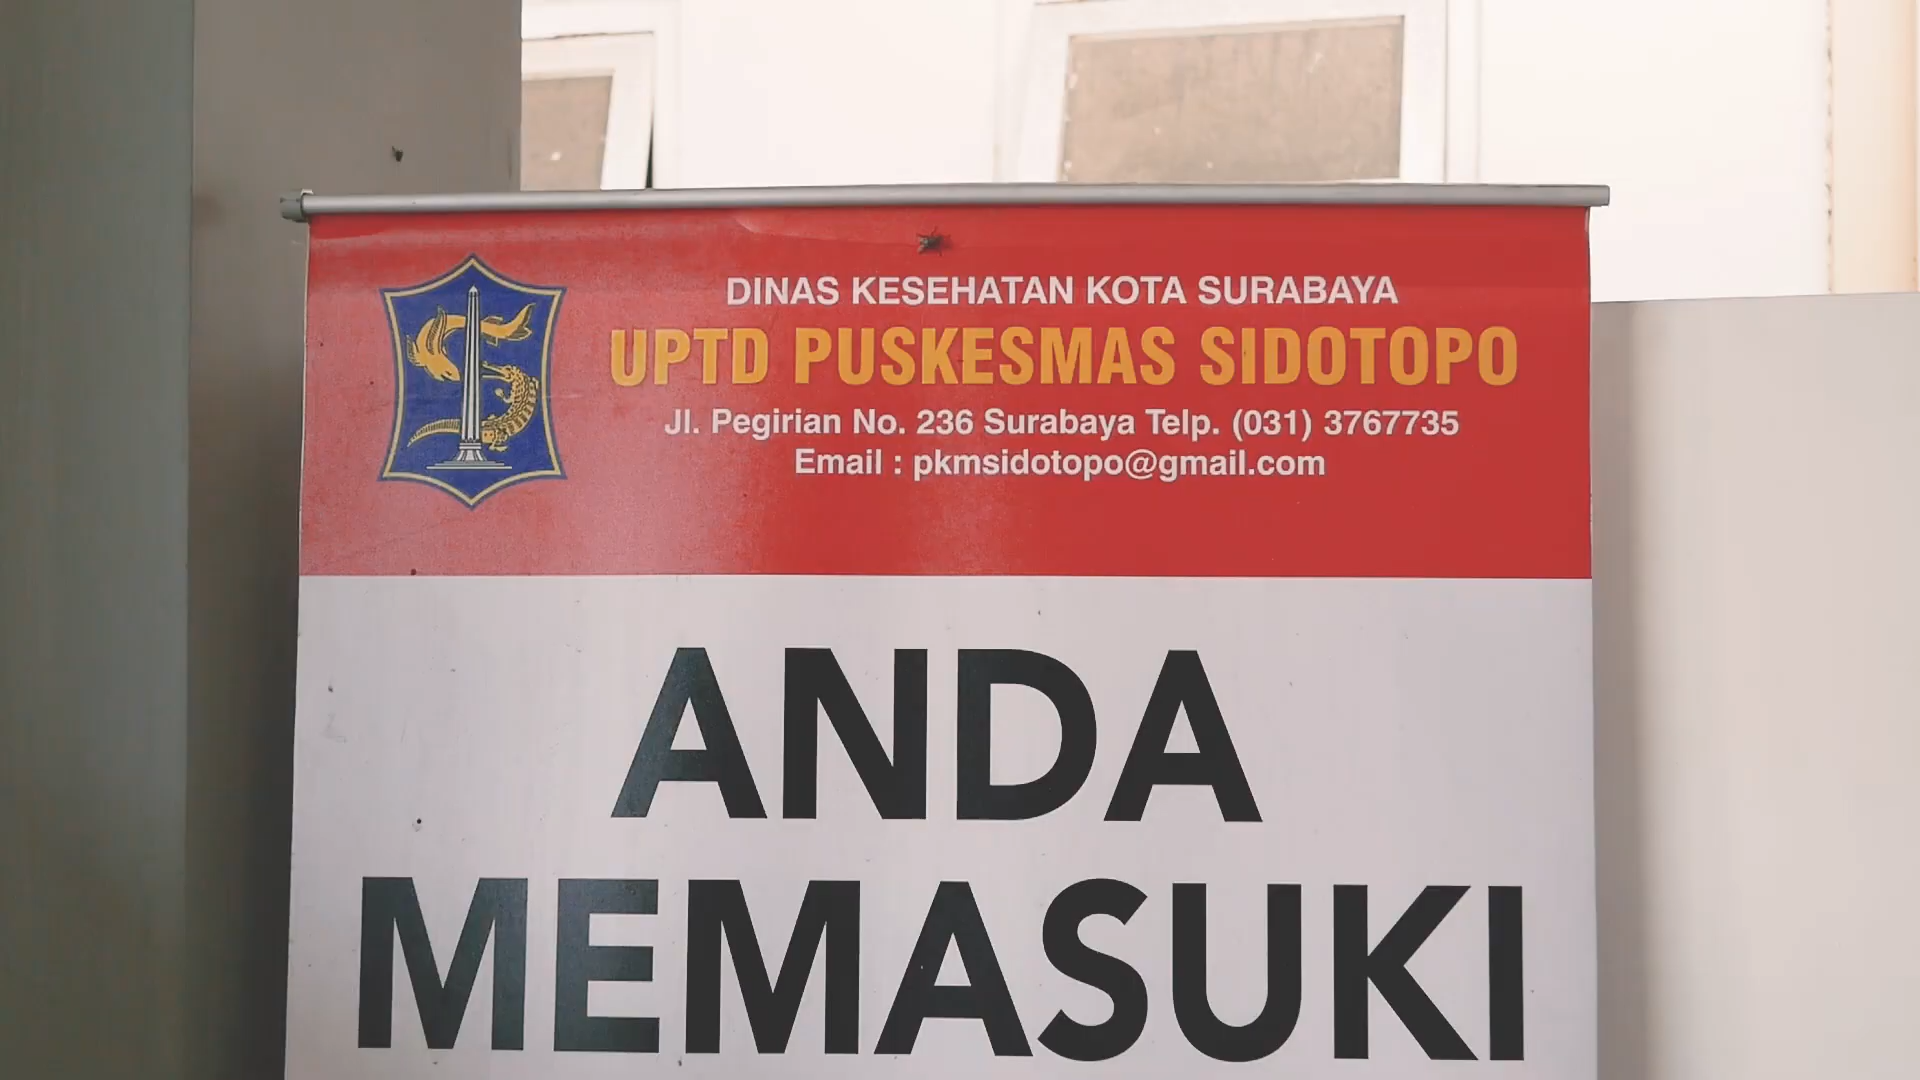 DINAS KESEHATAN KOTA SURABAYA
UPTD PUSKESMAS SIDOTOPO
Jl. Pegirian No. 236 Surabaya Telp. (031) 3767735
Email : pkmsidotopo@gmail.com
ANDA
MEMASUKI